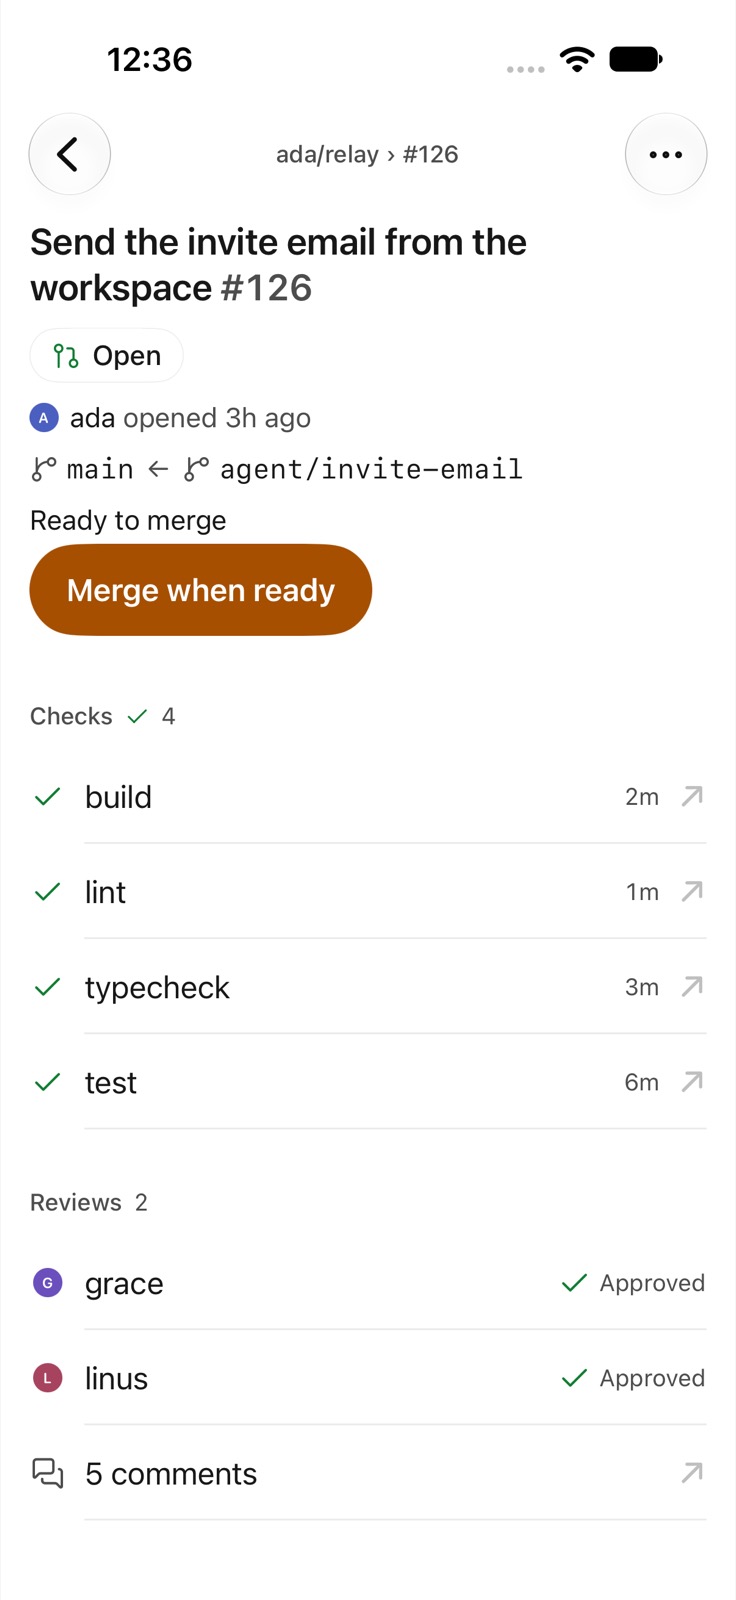 12:36
ada/relay › #126
Send the invite email from the
workspace #126
Open
A ada opened 3h ago
main ← agent/invite-email
Ready to merge
Merge when ready
Checks 4
build 2m
lint 1m
typecheck 3m
test 6m
Reviews 2
G grace Approved
L linus Approved
5 comments